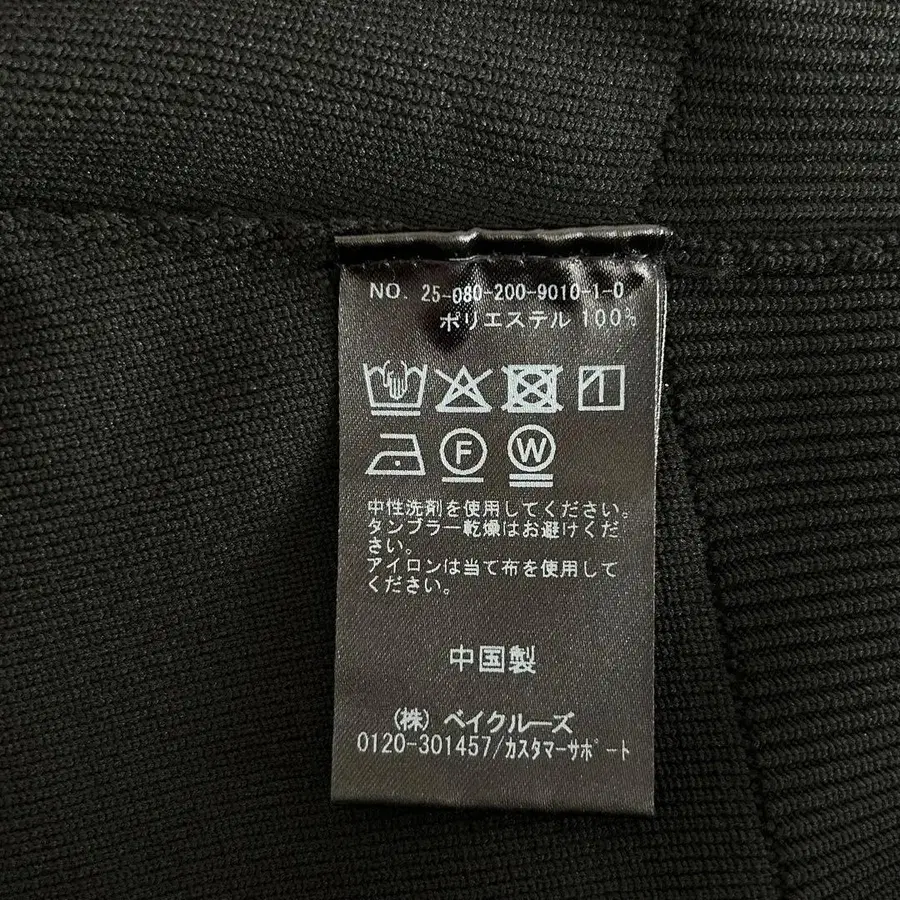 NO. 25-080-200-9010-1-0
ポリエステル 100%
F W
中性洗剤を使用してください。
タンブラー乾燥はお避けくだ
さい。
アイロンは当て布を使用して
ください。
中国製
(株) ベイクルーズ
0120-301457/カスタマーサポート